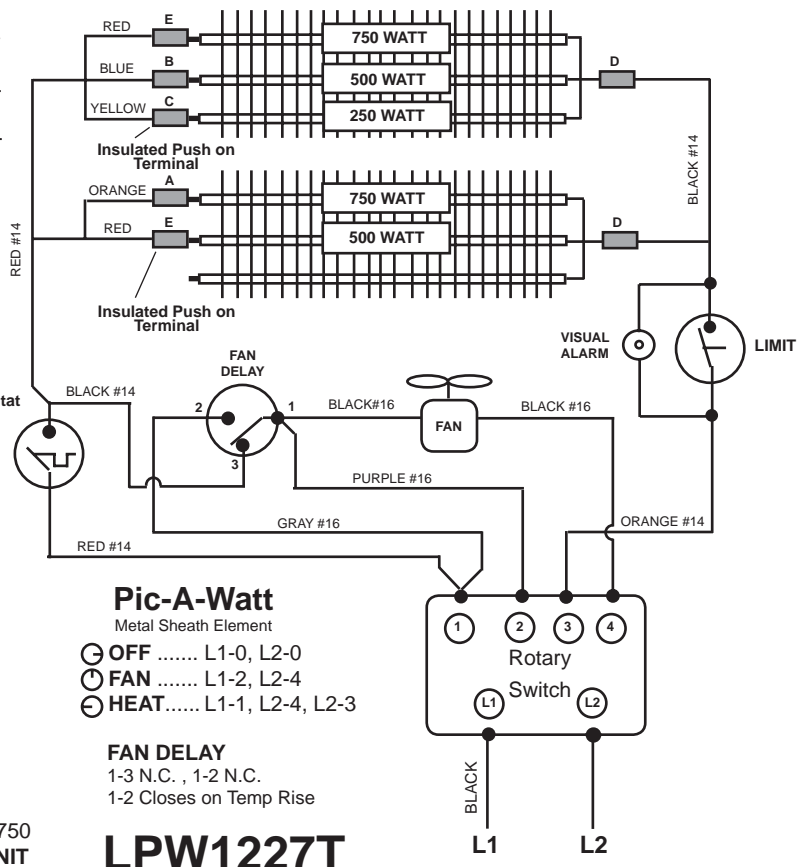 RED
E
750 WATT
BLUE
B
500 WATT
D
YELLOW
C
250 WATT
Insulated Push on
Terminal
BLACK #14
ORANGE
A
750 WATT
RED
E
500 WATT
D
RED #14
Insulated Push on
Terminal
VISUAL
ALARM
LIMIT
FAN
DELAY
tat
BLACK #14
2
1
3
BLACK#16
FAN
BLACK #16
PURPLE #16
GRAY #16
ORANGE #14
RED #14
Pic-A-Watt
Metal Sheath Element
OFF ....... L1-0, L2-0
FAN ....... L1-2, L2-4
HEAT...... L1-1, L2-4, L2-3
1
2
3
4
Rotary
Switch
L1
L2
FAN DELAY
1-3 N.C. , 1-2 N.C.
1-2 Closes on Temp Rise
BLACK
L1
L2
750
NIT
LPW1227T